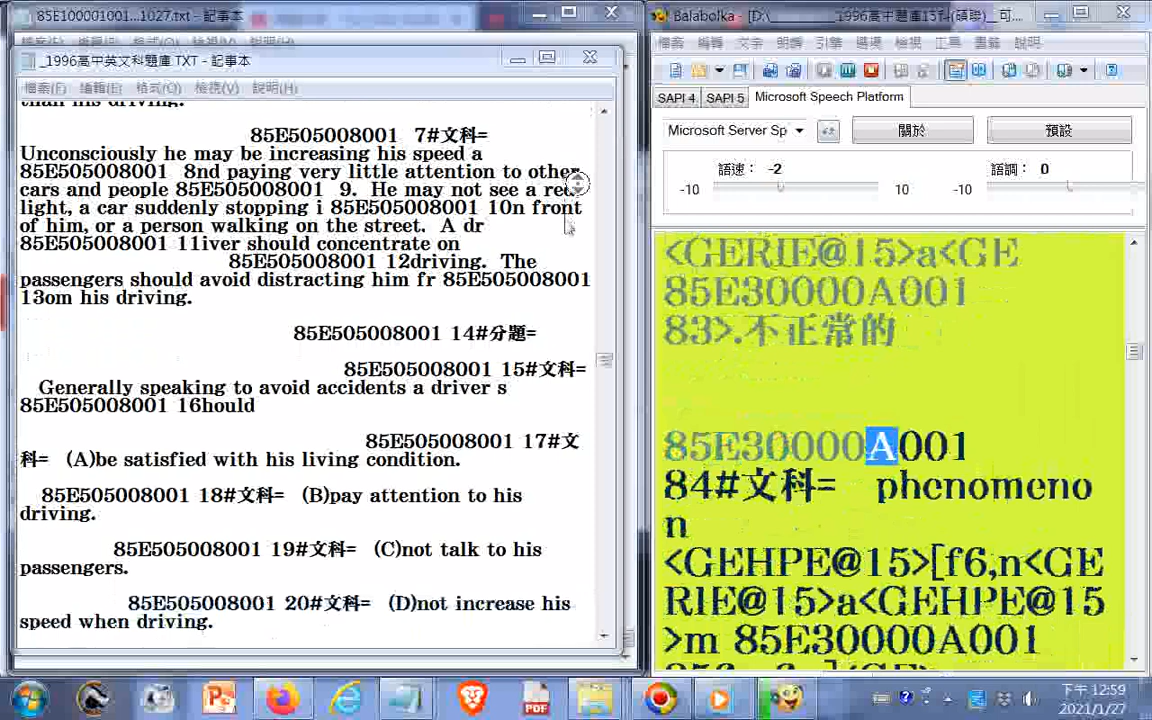 85E100001001...1027.txt - 記事本
_1996高中英文科題庫 TXT - 記事本
檔案(F) 編輯(E) 格式(O) 檢視(V) 說明(H)
than his driving.
85E505008001 7#文科=
Unconsciously he may be increasing his speed a
85E505008001 8nd paying very little attention to other
cars and people 85E505008001 9. He may not see a red
light, a car suddenly stopping i 85E505008001 10n front
of him, or a person walking on the street. A dr
85E505008001 11iver should concentrate on
85E505008001 12driving. The
passengers should avoid distracting him fr 85E505008001
13om his driving.
85E505008001 14#分題=
85E505008001 15#文科=
Generally speaking to avoid accidents a driver s
85E505008001 16hould
85E505008001 17#文
科= (A)be satisfied with his living condition.
85E505008001 18#文科= (B)pay attention to his
driving.
85E505008001 19#文科= (C)not talk to his
passengers.
85E505008001 20#文科= (D)not increase his
speed when driving.
Balabolka - [D:\ _1996高中題庫15科(碩聯)_可...
檔案 編輯 文字 朗讀 引擎 選項 檢視 工具 書籤 說明
SAPI 4 SAPI 5 Microsoft Speech Platform
Microsoft Server Sp 關於 預設
語速: -2 語調: 0
-10 10 -10
<GERIE@15>a<GE
85E30000A001
83>.不正常的
85E30000A001
84#文科= phenomeno
n
<GEHPE@15>[f6,n<GE
RIE@15>a<GEHPE@15
>m 85E30000A001
下午 12:59
2021/1/27